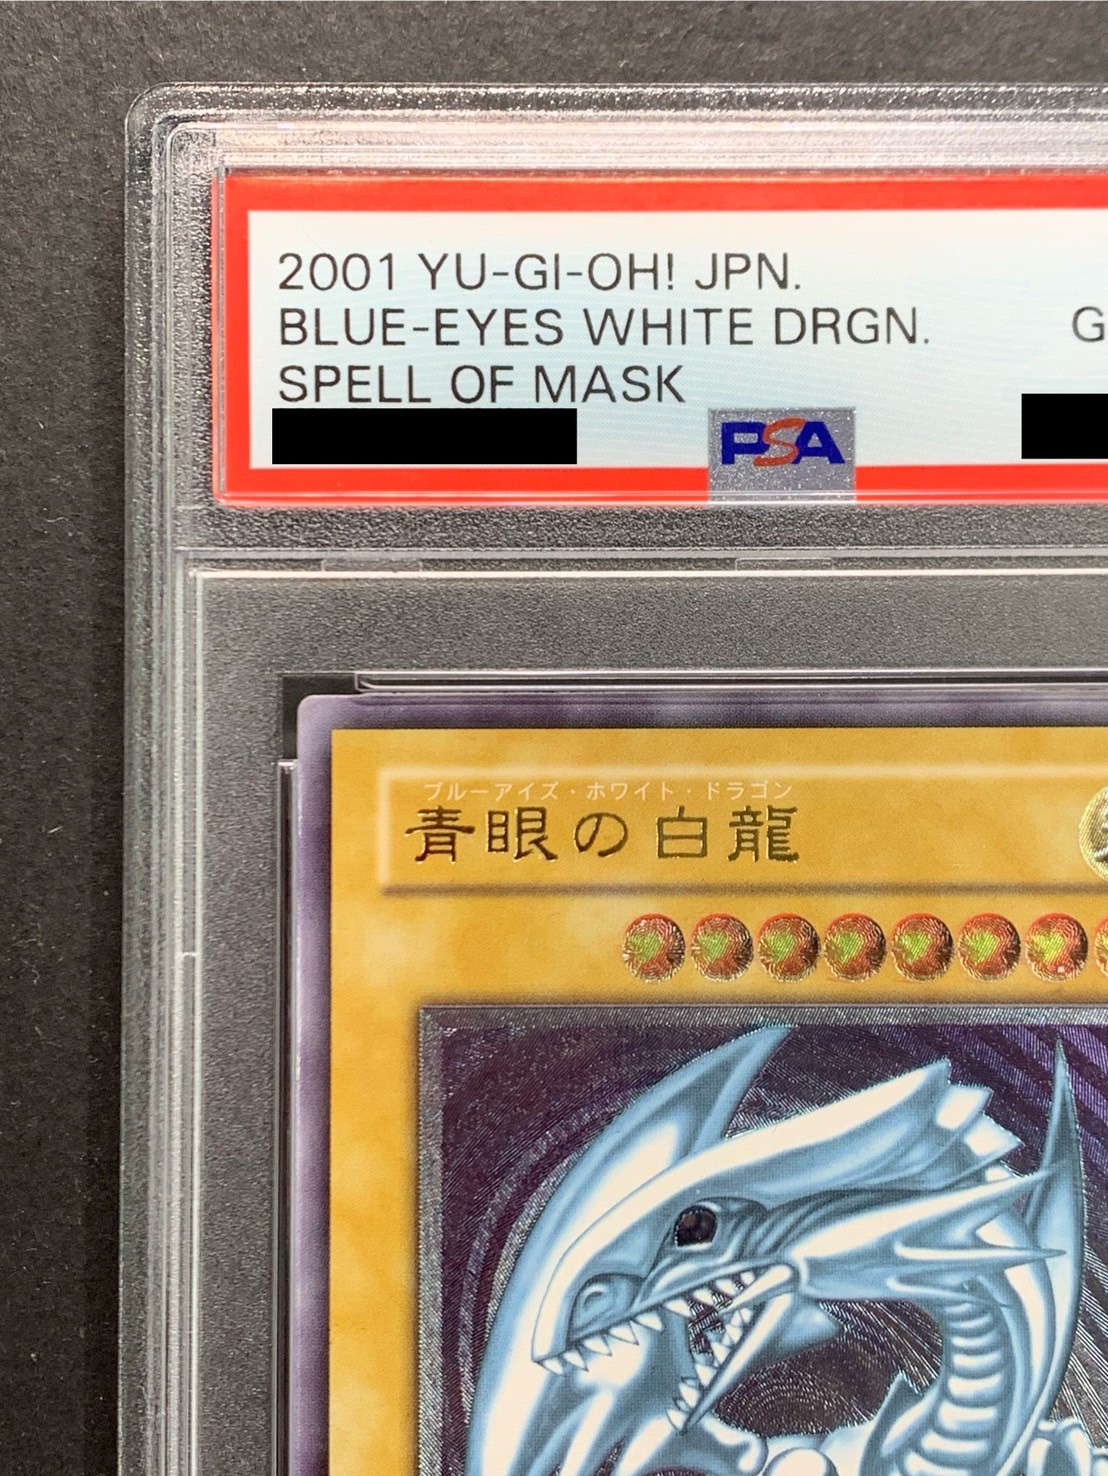 2001 YU-GI-OH! JPN.
BLUE-EYES WHITE DRGN.
SPELL OF MASK
G
PSA
ブルーアイズ・ホワイト・ドラゴン
青眼の白龍